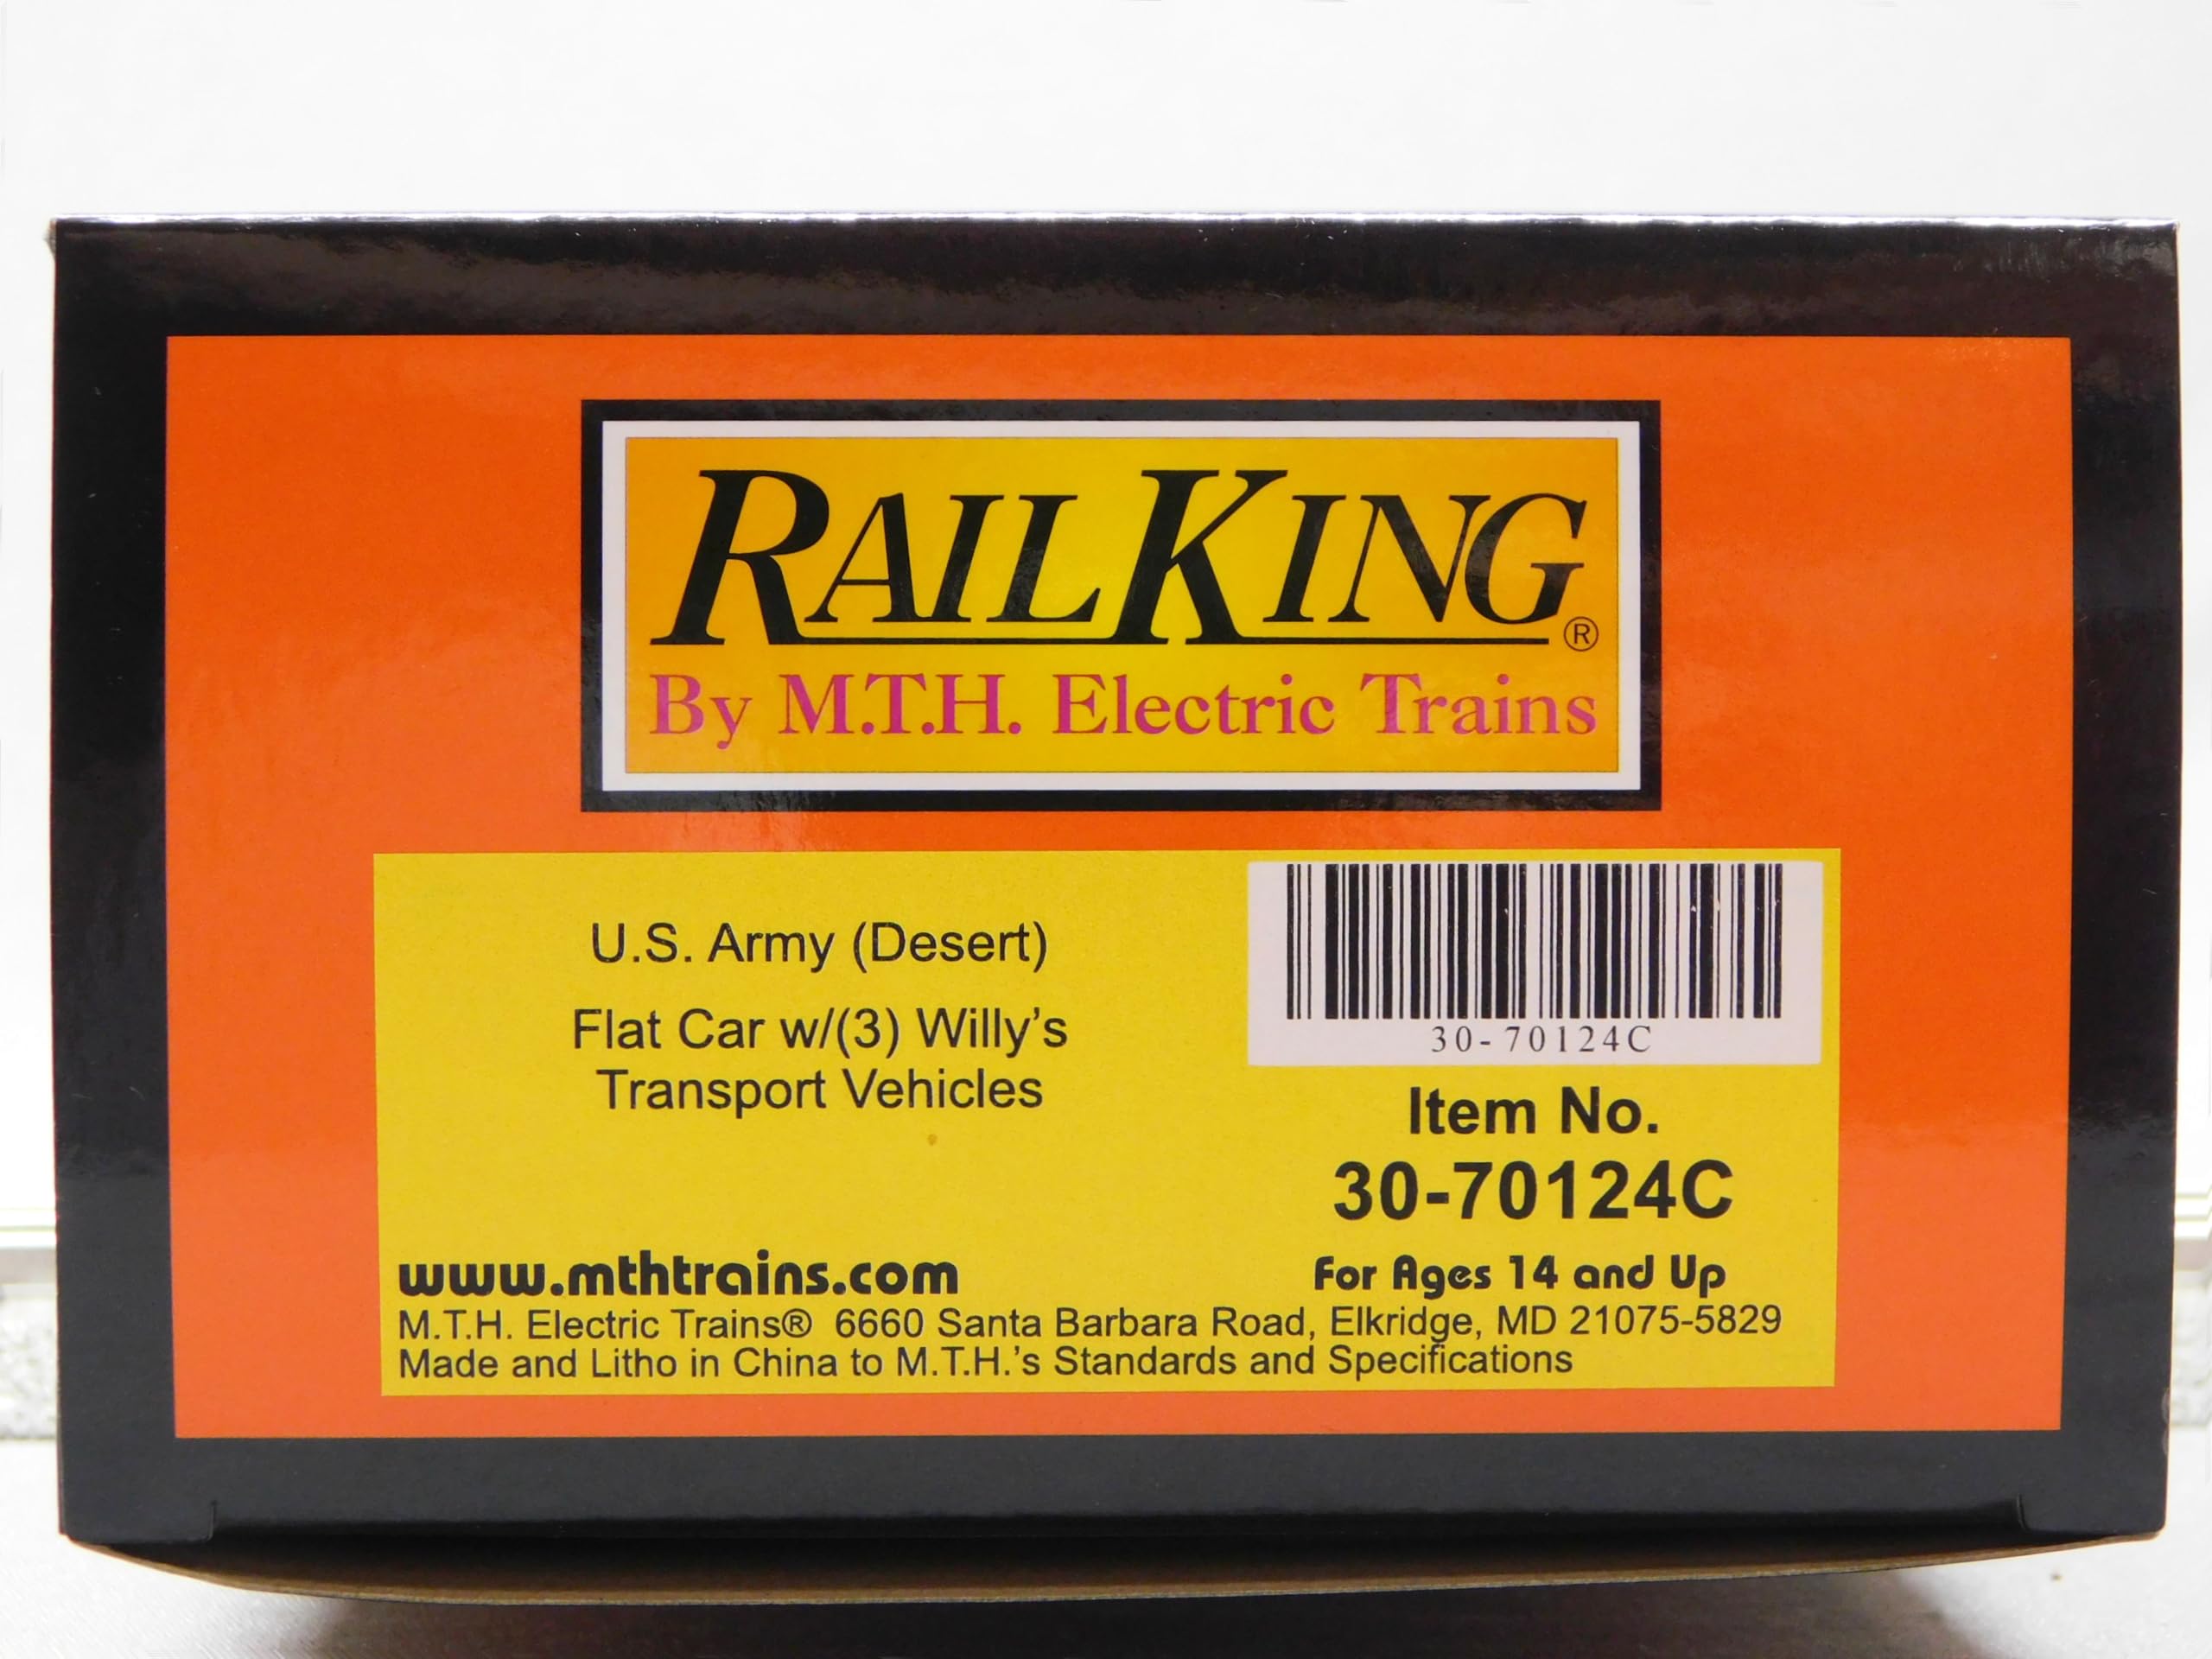 RAILKING®
By M.T.H. Electric Trains
U.S. Army (Desert)
Flat Car w/(3) Willy's
Transport Vehicles
30-70124C
Item No.
30-70124C
www.mthtrains.com
For Ages 14 and Up
M.T.H. Electric Trains® 6660 Santa Barbara Road, Elkridge, MD 21075-5829
Made and Litho in China to M.T.H.'s Standards and Specifications